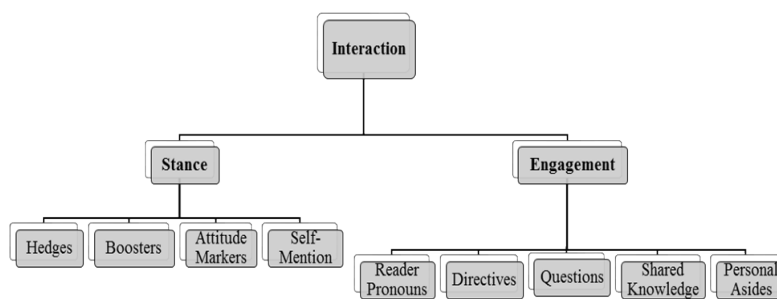 Interaction
Stance
Engagement
Hedges
Boosters
Attitude
Markers
Self-
Mention
Reader
Pronouns
Directives
Questions
Shared
Knowledge
Personal
Asides